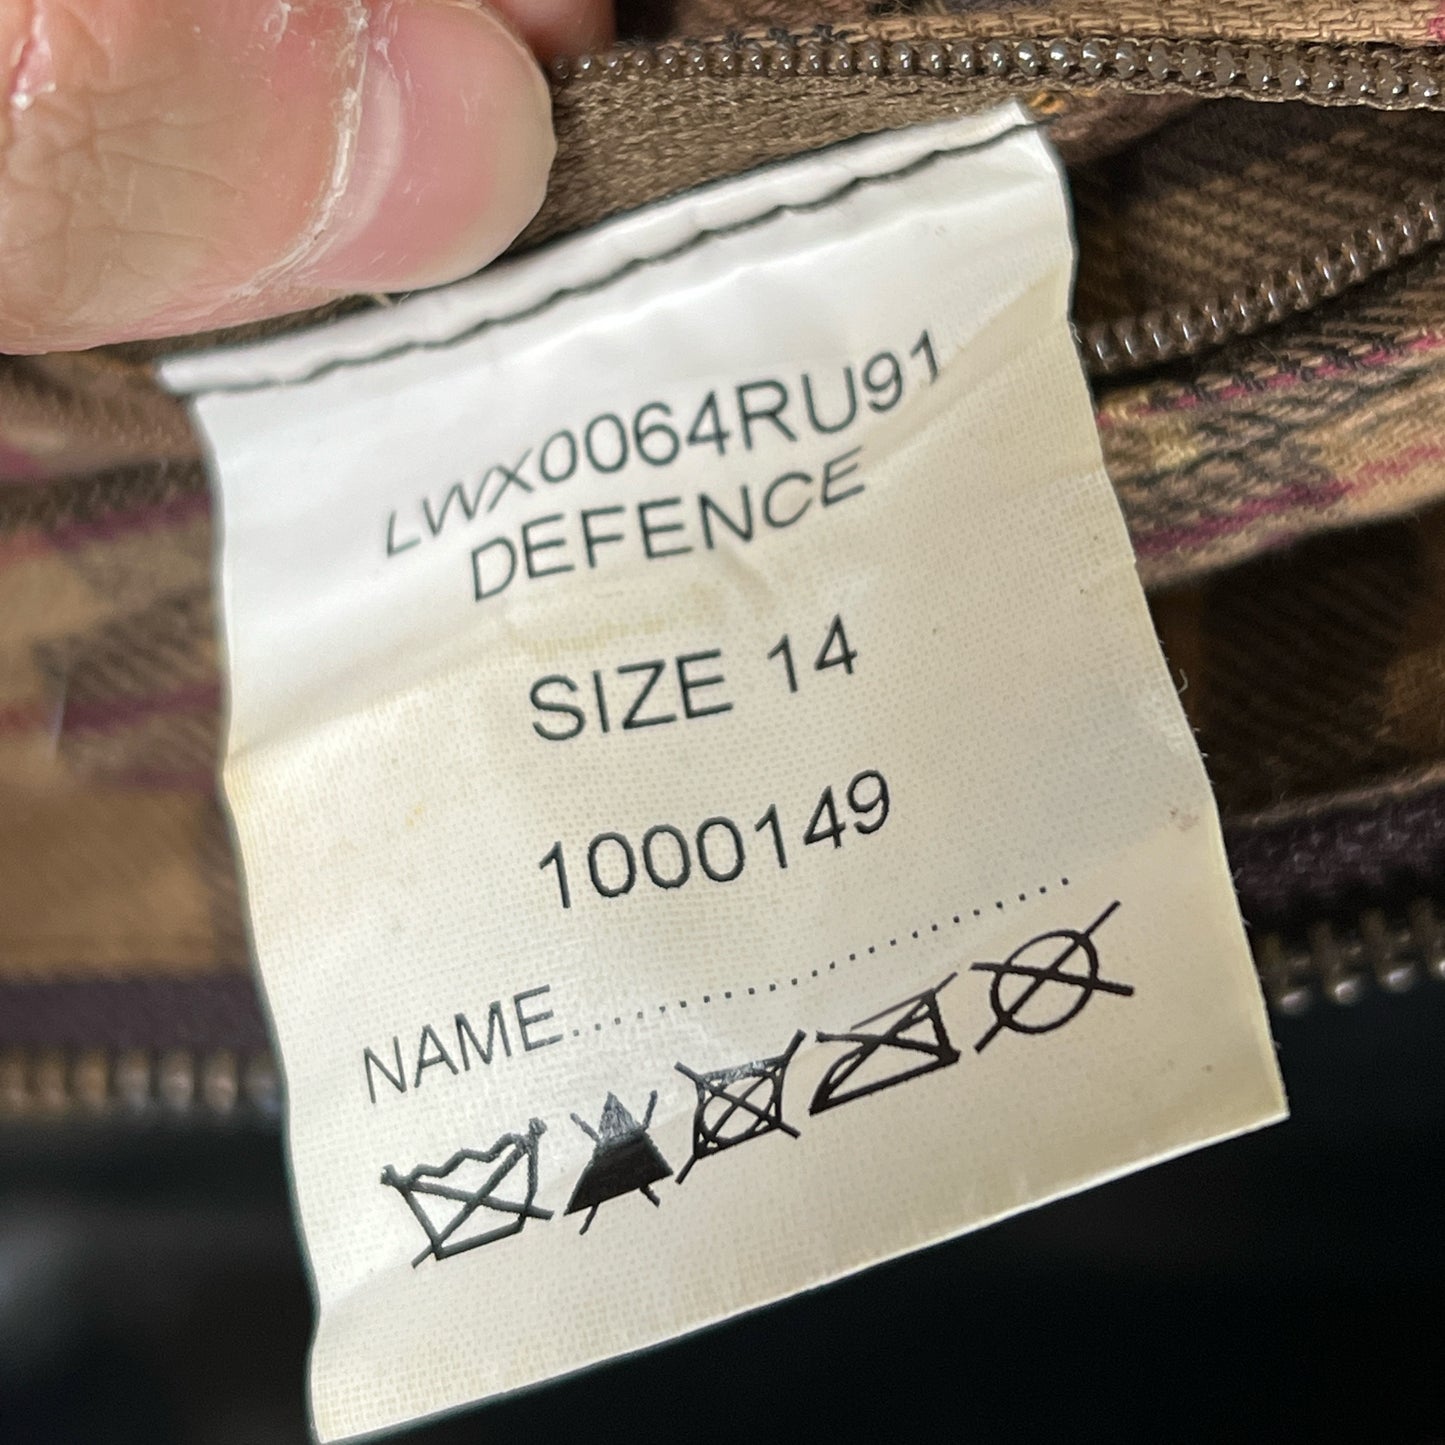 LWX0064RU91
DEFENCE
SIZE 14
1000149
NAME..............................